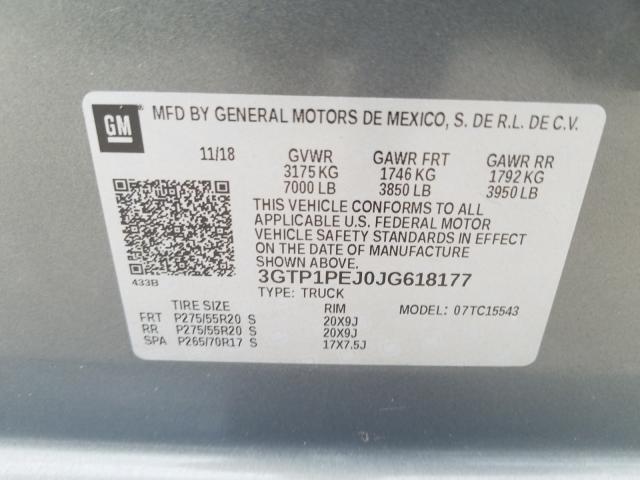 GM
MFD BY GENERAL MOTORS DE MEXICO, S. DE R.L. DE C.V.
11/18 GVWR GAWR FRT GAWR RR
3175 KG 1746 KG 1792 KG
7000 LB 3850 LB 3950 LB
THIS VEHICLE CONFORMS TO ALL
APPLICABLE U.S. FEDERAL MOTOR
VEHICLE SAFETY STANDARDS IN EFFECT
ON THE DATE OF MANUFACTURE
SHOWN ABOVE.
433B 3GTP1PEJ0JG618177
TYPE: TRUCK
TIRE SIZE RIM MODEL: 07TC15543
FRT P275/55R20 S 20X9J
RR P275/55R20 S 20X9J
SPA P265/70R17 S 17X7.5J